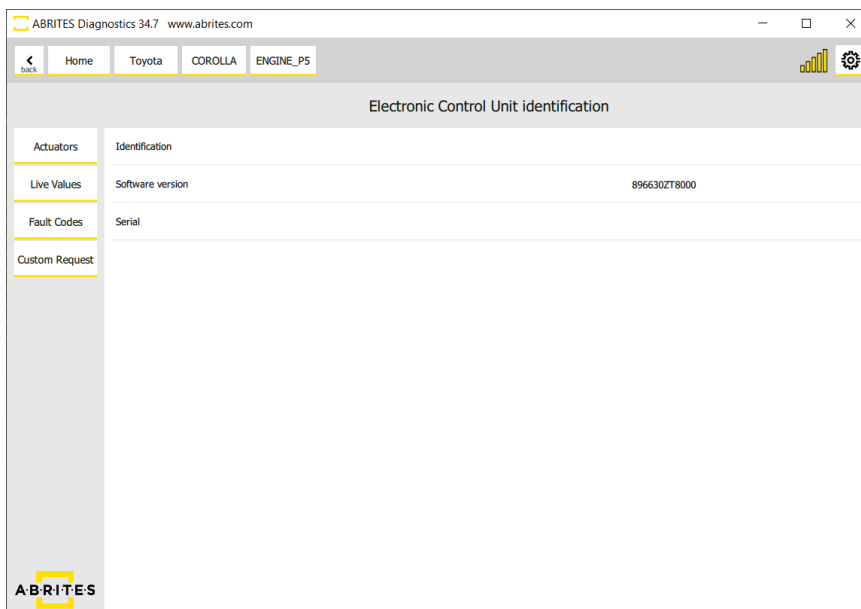 ABRITES Diagnostics 34.7 www.abrites.com
back Home Toyota COROLLA ENGINE_P5
Electronic Control Unit identification
Actuators
Identification
Live Values
Software version 896630ZT8000
Fault Codes
Serial
Custom Request
A·B·R·I·T·E·S